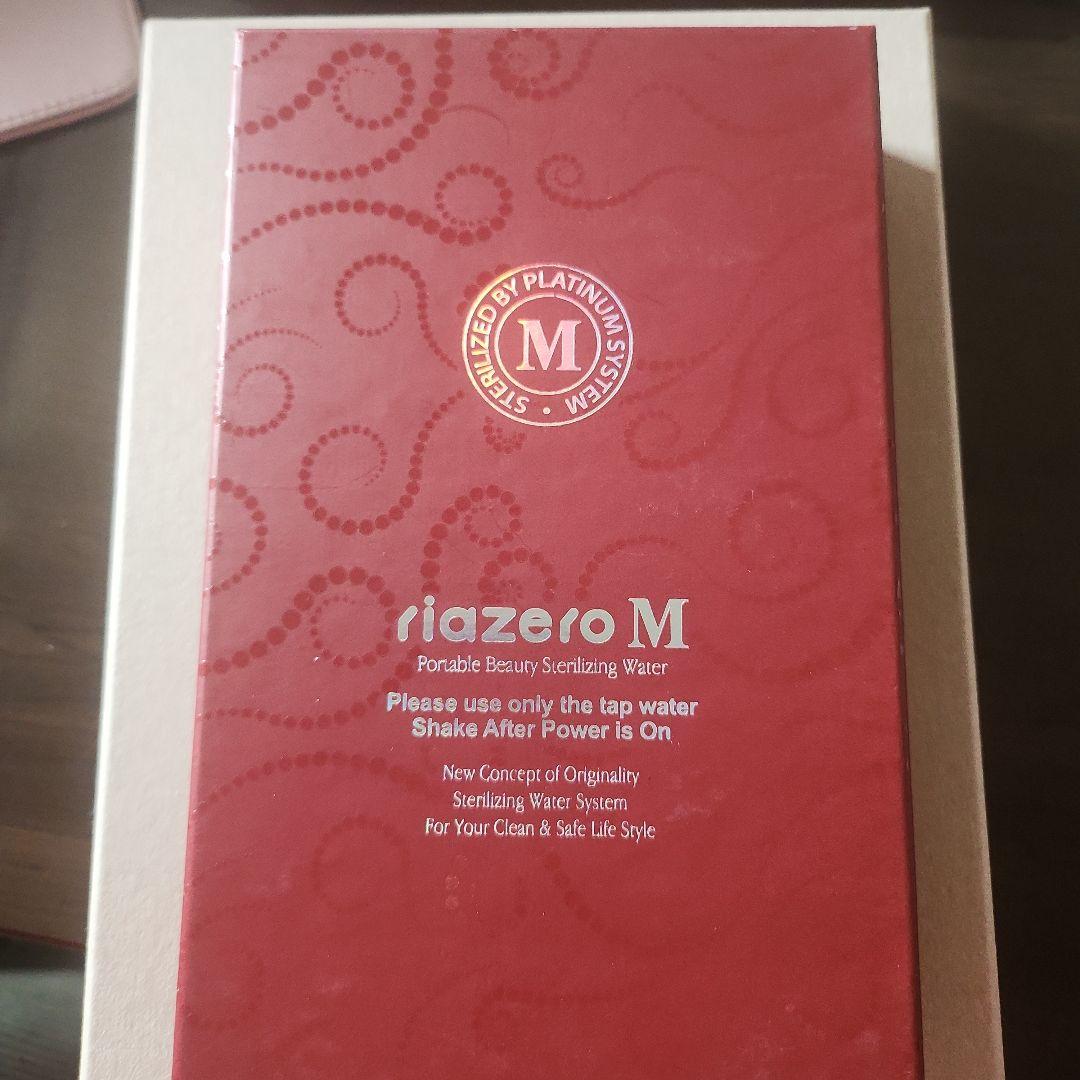 STERILIZED BY PLATINUM SYSTEM •
M
riazero M
Portable Beauty Sterilizing Water
Please use only the tap water
Shake After Power is On
New Concept of Originality
Sterilizing Water System
For Your Clean & Safe Life Style